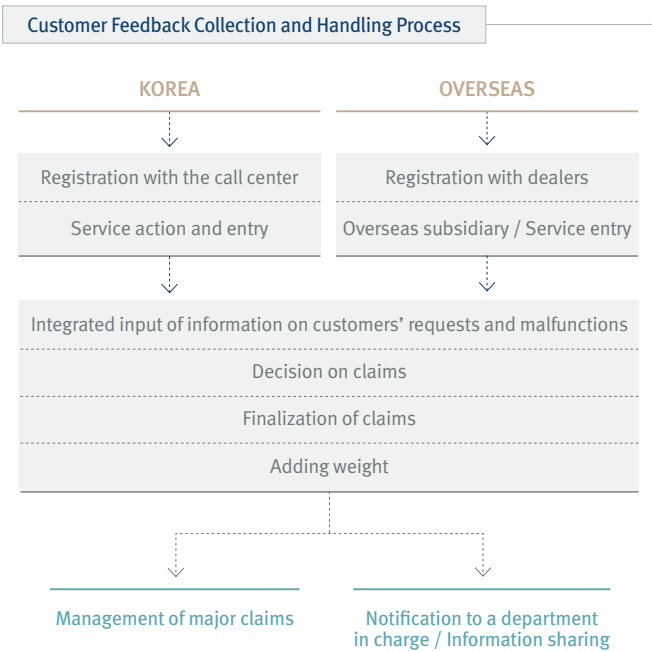 Customer Feedback Collection and Handling Process
KOREA
OVERSEAS
Registration with the call center
Registration with dealers
Service action and entry
Overseas subsidiary / Service entry
Integrated input of information on customers’ requests and malfunctions
Decision on claims
Finalization of claims
Adding weight
Management of major claims
Notification to a department
in charge / Information sharing